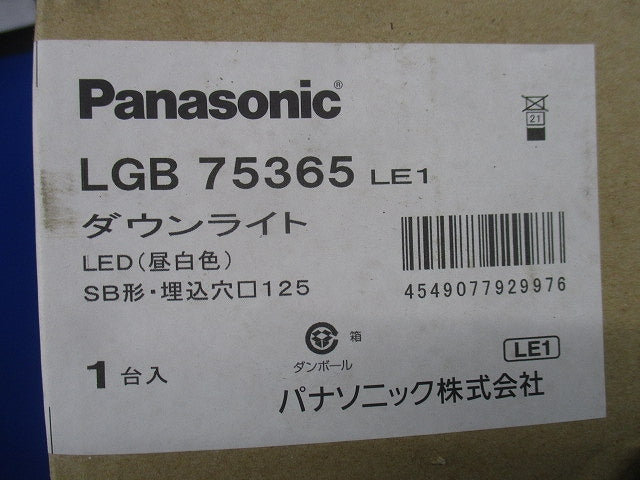 Panasonic®
LGB 75365 LE1
21
ダウンライト
LED(昼白色)
SB形・埋込穴□125
4549077929976
箱
ダンボール
LE1
1 台入
パナソニック株式会社